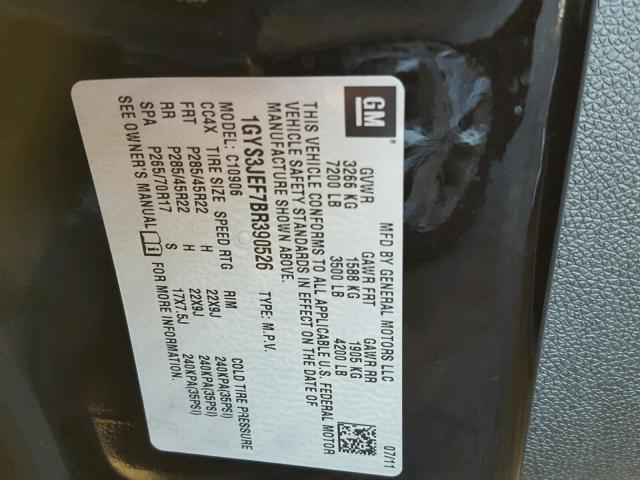 GM
MFD BY GENERAL MOTORS LLC 07/11
GVWR GAWR FRT GAWR RR
3266 KG 1588 KG 1905 KG
7200 LB 3500 LB 4200 LB
THIS VEHICLE CONFORMS TO ALL APPLICABLE U.S. FEDERAL MOTOR
VEHICLE SAFETY STANDARDS IN EFFECT ON THE DATE OF
MANUFACTURE SHOWN ABOVE.
1GYS3JEF7BR390526 TYPE: M.P.V.
MODEL: C10906
CC4X TIRE SIZE SPEED RTG RIM COLD TIRE PRESSURE
FRT P285/45R22 H 22X9J 240KPA(35PSI)
RR P285/45R22 H 22X9J 240KPA(35PSI)
SPA P265/70R17 S 17X7.5J 240KPA(35PSI)
SEE OWNER'S MANUAL FOR MORE INFORMATION.